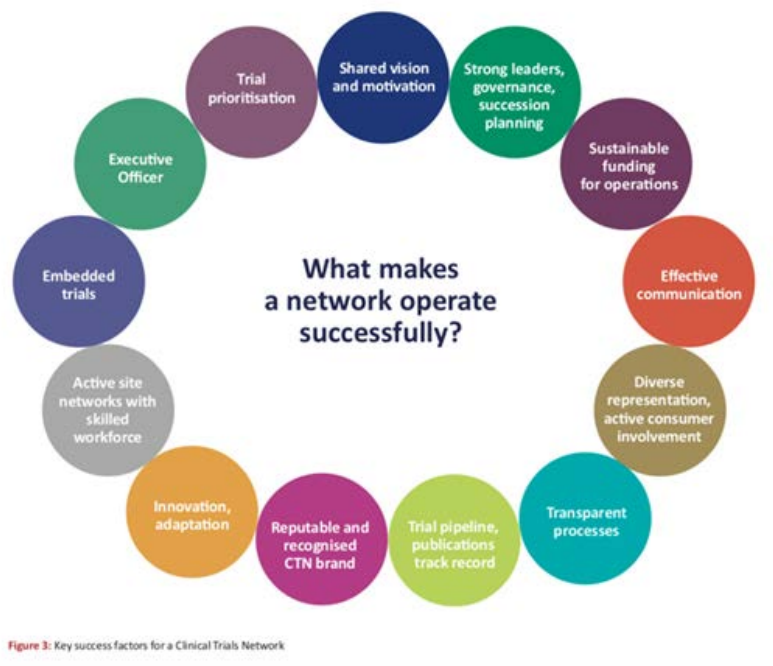 Shared vision
and motivation
Strong leaders,
governance,
succession
planning
Sustainable
funding
for operations
Effective
communication
Diverse
representation,
active consumer
involvement
Transparent
processes
Trial pipeline,
publications
track record
Reputable and
recognised
CTN brand
Innovation,
adaptation
Active site
networks with
skilled
workforce
Embedded
trials
Executive
Officer
Trial
prioritisation
What makes
a network operate
successfully?
Figure 3: Key success factors for a Clinical Trials Network